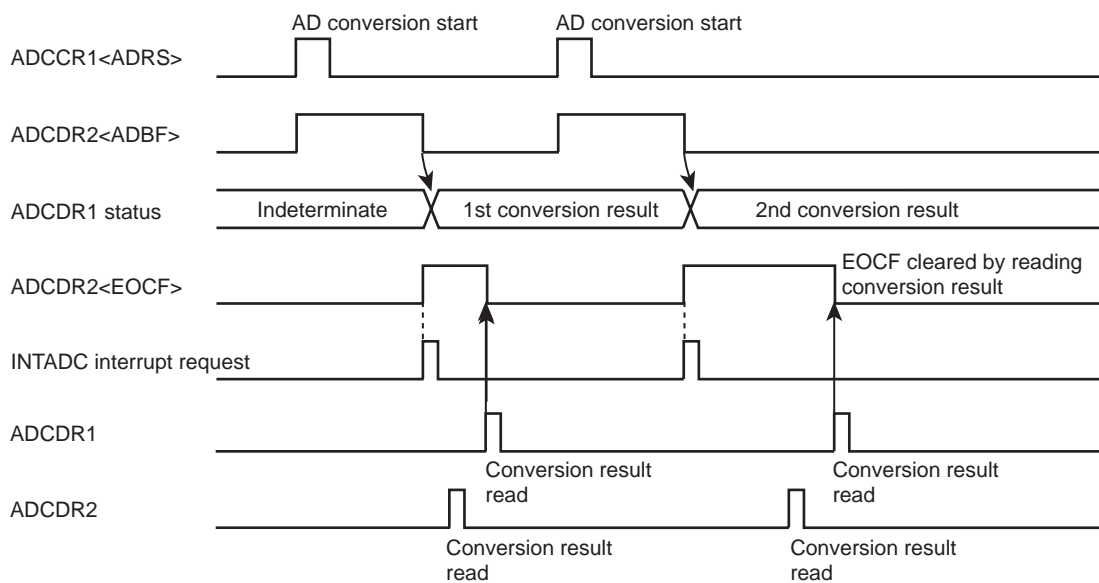 AD conversion start
AD conversion start
ADCCR1<ADRS>
ADCDR2<ADBF>
ADCDR1 status
Indeterminate
1st conversion result
2nd conversion result
ADCDR2<EOCF>
EOCF cleared by reading
conversion result
INTADC interrupt request
ADCDR1
Conversion result
read
Conversion result
read
ADCDR2
Conversion result
read
Conversion result
read